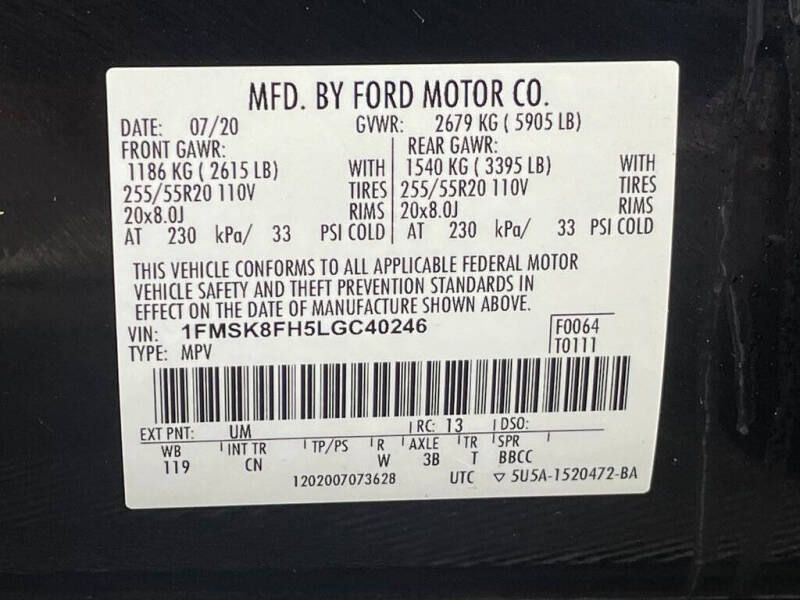 MFD. BY FORD MOTOR CO.
DATE: 07/20 GVWR: 2679 KG ( 5905 LB)
FRONT GAWR: REAR GAWR:
1186 KG ( 2615 LB) WITH 1540 KG ( 3395 LB) WITH
255/55R20 110V TIRES 255/55R20 110V TIRES
20x8.0J RIMS 20x8.0J RIMS
AT 230 kPa/ 33 PSI COLD AT 230 kPa/ 33 PSI COLD
THIS VEHICLE CONFORMS TO ALL APPLICABLE FEDERAL MOTOR
VEHICLE SAFETY AND THEFT PREVENTION STANDARDS IN
EFFECT ON THE DATE OF MANUFACTURE SHOWN ABOVE.
VIN: 1FMSK8FH5LGC40246 F0064
TYPE: MPV T0111
EXT PNT: UM RC: 13 DSO:
WB INT TR TP/PS R AXLE TR SPR
119 CN W 3B T BBCC
1202007073628 UTC ▽ 5U5A-1520472-BA